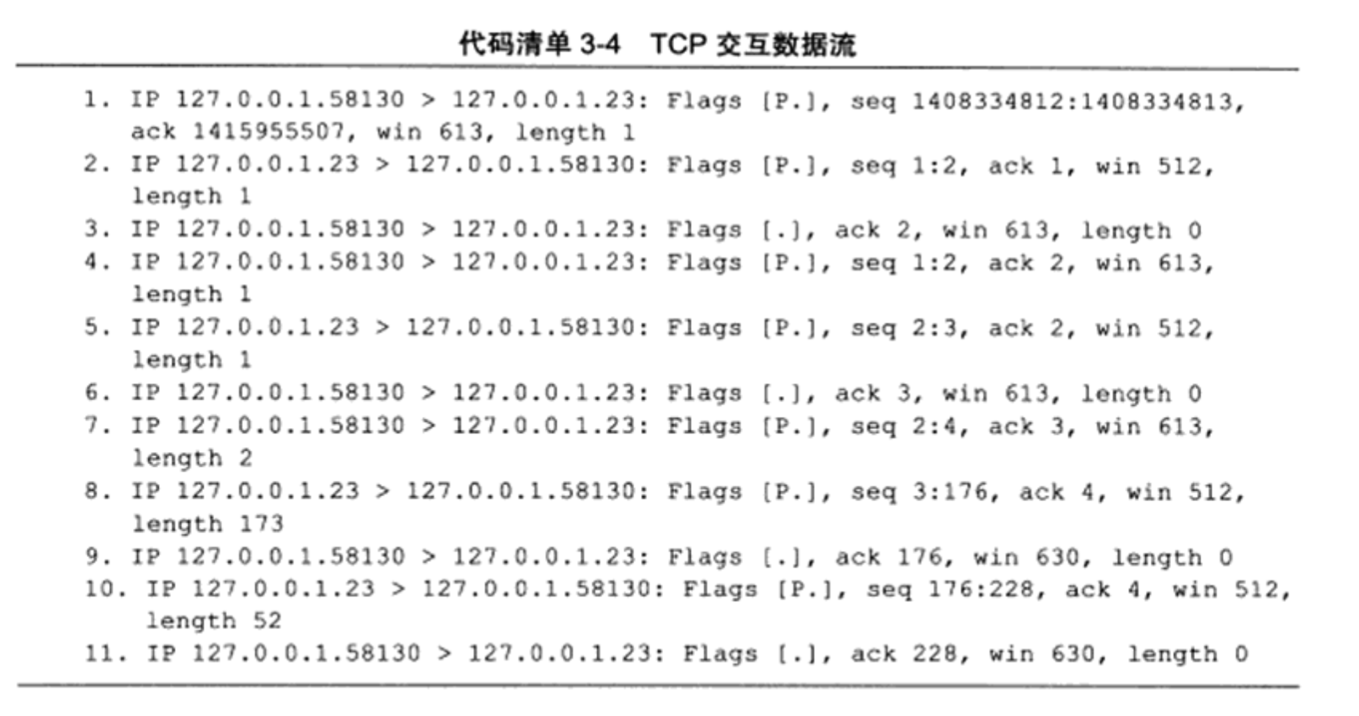 代码清单 3-4 TCP 交互数据流
1. IP 127.0.0.1.58130 > 127.0.0.1.23: Flags [P.], seq 1408334812:1408334813,
ack 1415955507, win 613, length 1
2. IP 127.0.0.1.23 > 127.0.0.1.58130: Flags [P.], seq 1:2, ack 1, win 512,
length 1
3. IP 127.0.0.1.58130 > 127.0.0.1.23: Flags [.], ack 2, win 613, length 0
4. IP 127.0.0.1.58130 > 127.0.0.1.23: Flags [P.], seq 1:2, ack 2, win 613,
length 1
5. IP 127.0.0.1.23 > 127.0.0.1.58130: Flags [P.], seq 2:3, ack 2, win 512,
length 1
6. IP 127.0.0.1.58130 > 127.0.0.1.23: Flags [.], ack 3, win 613, length 0
7. IP 127.0.0.1.58130 > 127.0.0.1.23: Flags [P.], seq 2:4, ack 3, win 613,
length 2
8. IP 127.0.0.1.23 > 127.0.0.1.58130: Flags [P.], seq 3:176, ack 4, win 512,
length 173
9. IP 127.0.0.1.58130 > 127.0.0.1.23: Flags [.], ack 176, win 630, length 0
10. IP 127.0.0.1.23 > 127.0.0.1.58130: Flags [P.], seq 176:228, ack 4, win 512,
length 52
11. IP 127.0.0.1.58130 > 127.0.0.1.23: Flags [.], ack 228, win 630, length 0